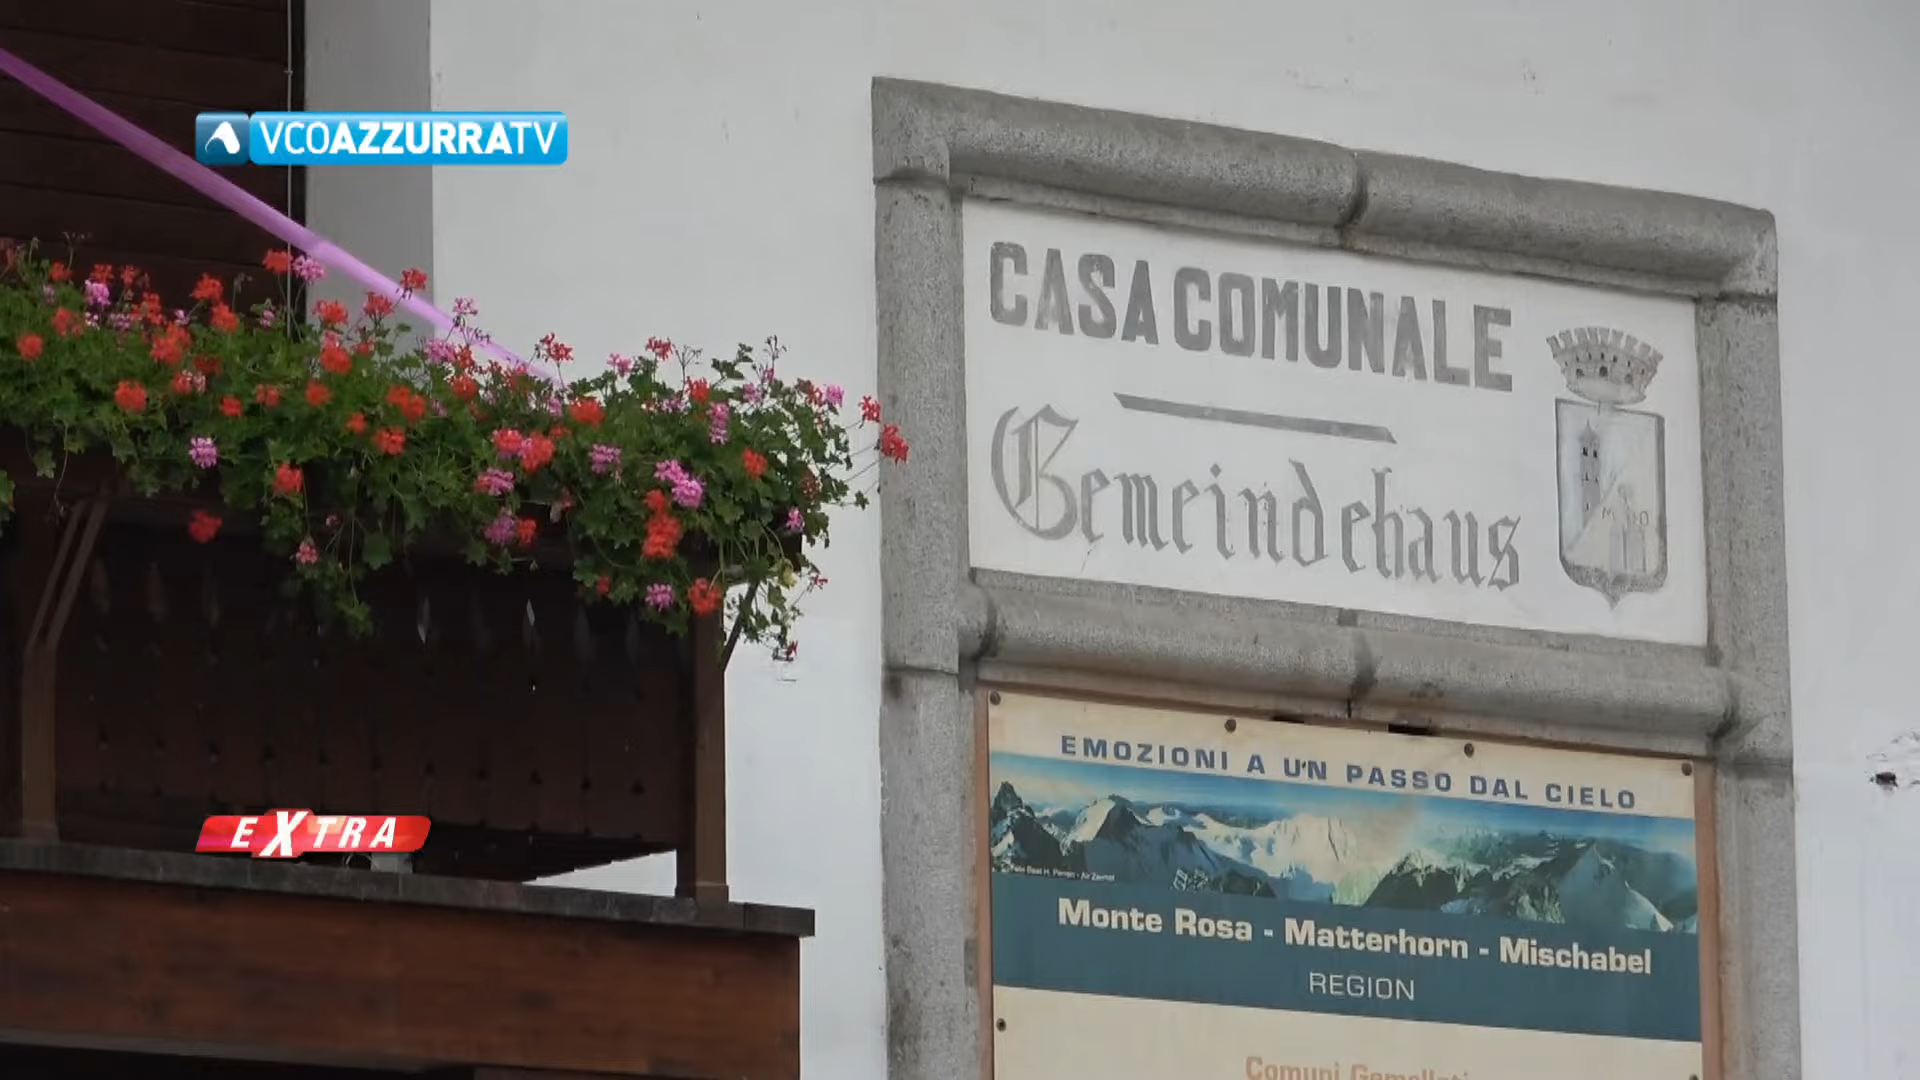 VCOAZZURRATV
CASA COMUNALE
Gemeindehaus
EMOZIONI A UN PASSO DAL CIELO
Monte Rosa - Matterhorn - Mischabel
REGION
EXTRA